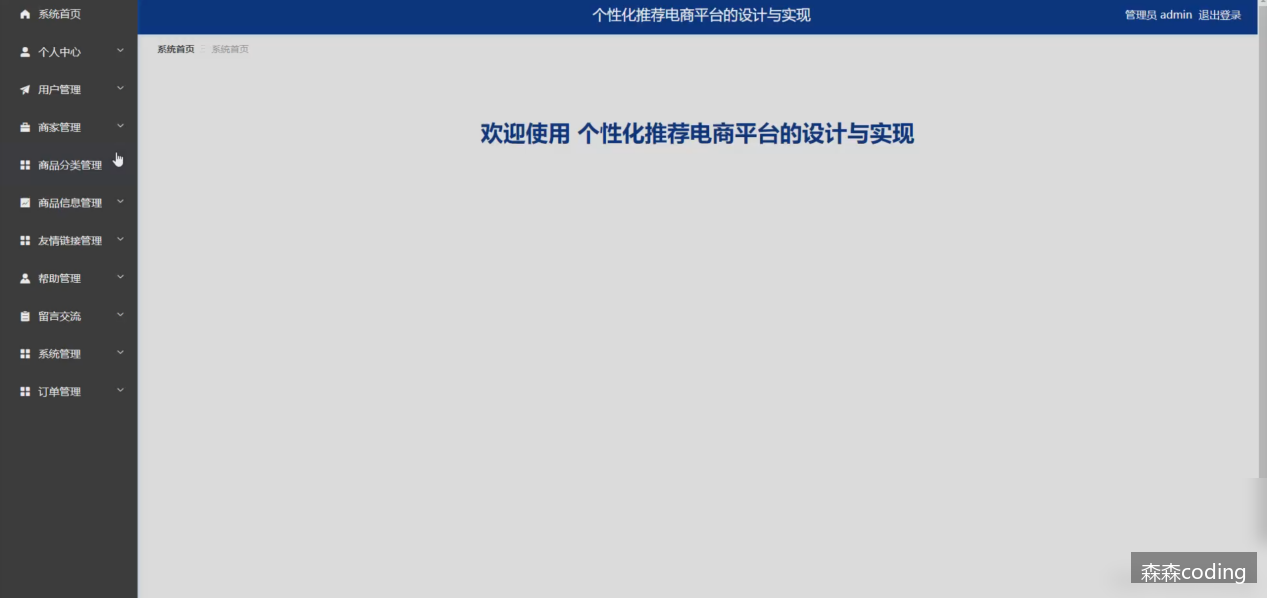 个性化推荐电商平台的设计与实现
管理员 admin 退出登录
系统首页
个人中心
用户管理
商家管理
商品分类管理
商品信息管理
友情链接管理
帮助管理
留言交流
系统管理
订单管理
系统首页 系统首页
欢迎使用 个性化推荐电商平台的设计与实现
森森coding